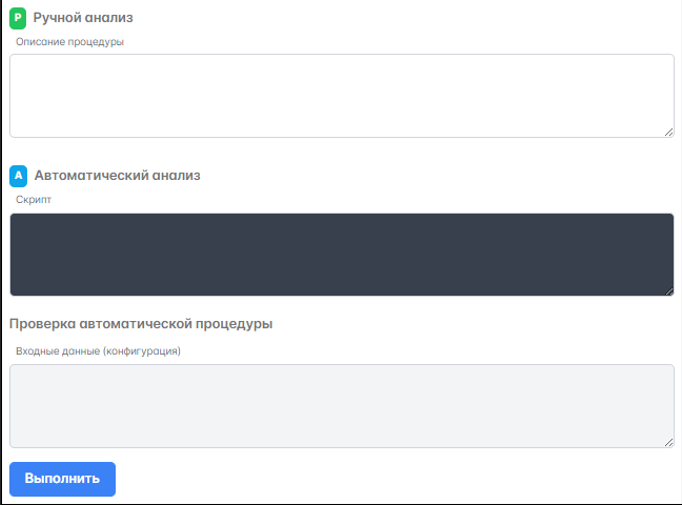 Р Ручной анализ
Описание процедуры
А Автоматический анализ
Скрипт
Проверка автоматической процедуры
Входные данные (конфигурация)
Выполнить